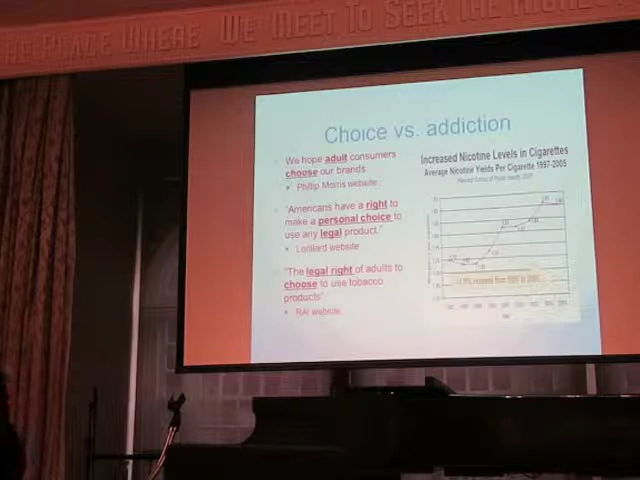 THE PLACE WHERE WE MEET TO SEEK THE HIGHEST
Choice vs. addiction
We hope adult consumers
choose our brands
Phillip Morris website
"Americans have a right to
make a personal choice to
use any legal product."
Lorillard website
"The legal right of adults to
choose to use tobacco
products"
RAI website
Increased Nicotine Levels in Cigarettes
Average Nicotine Yields Per Cigarette 1997-2005